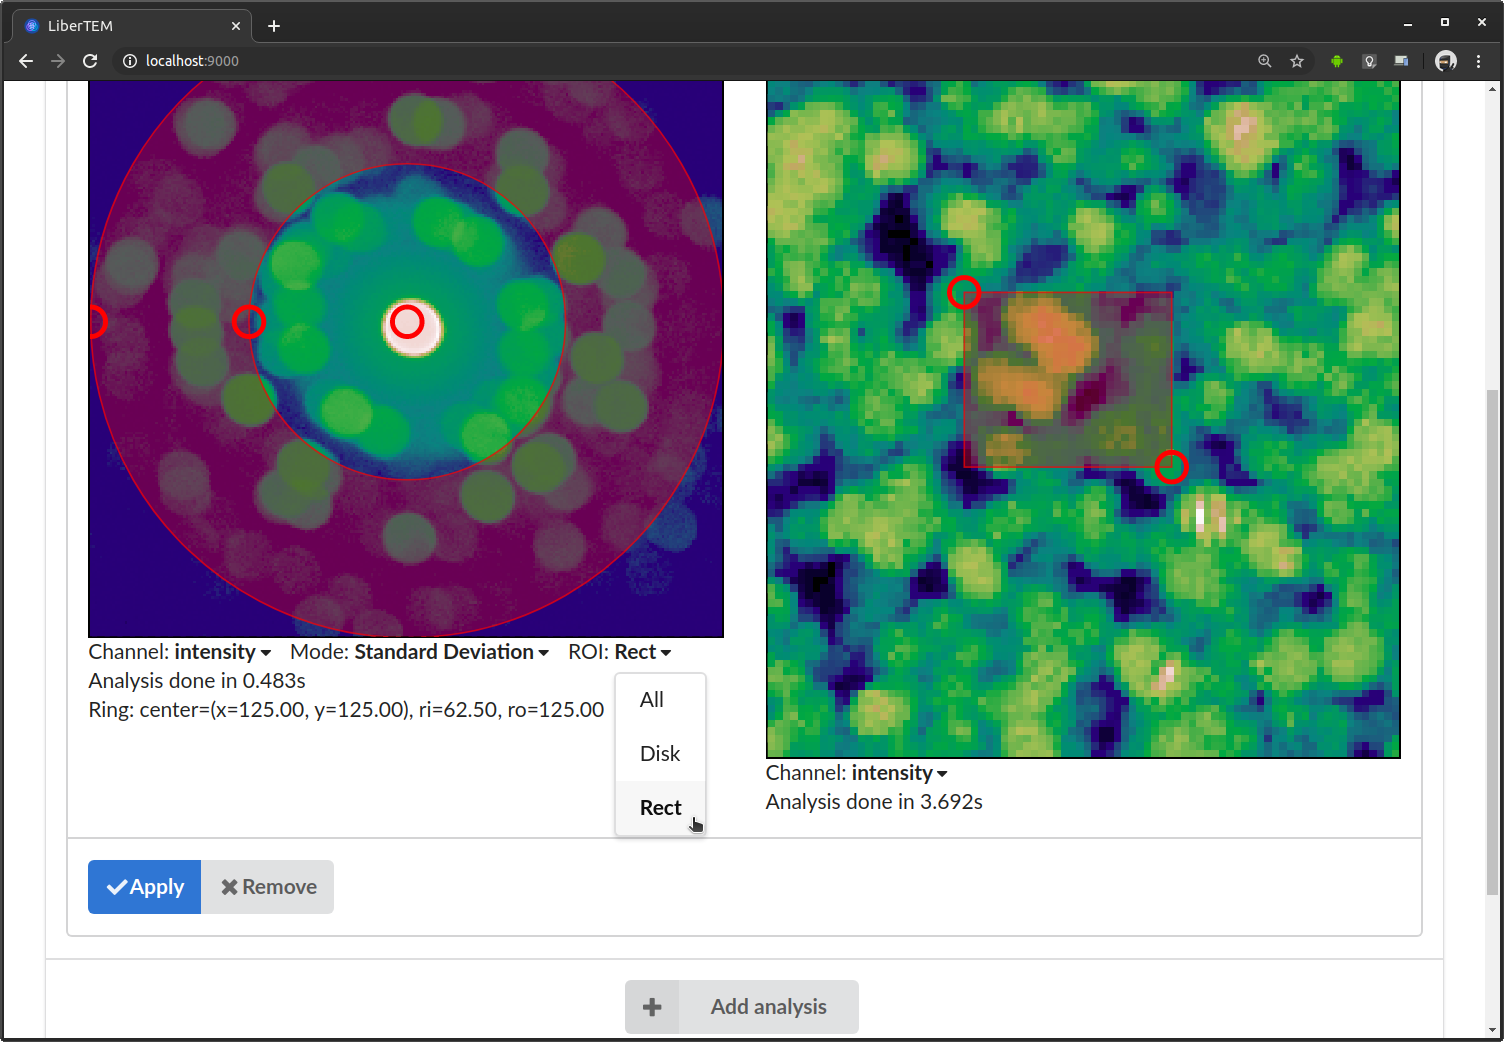 LiberTEM
localhost:9000
Channel: intensity Mode: Standard Deviation ROI: Rect
Analysis done in 0.483s
Ring: center=(x=125.00, y=125.00), ri=62.50, ro=125.00
All
Disk
Rect
Channel: intensity
Analysis done in 3.692s
Apply
Remove
Add analysis